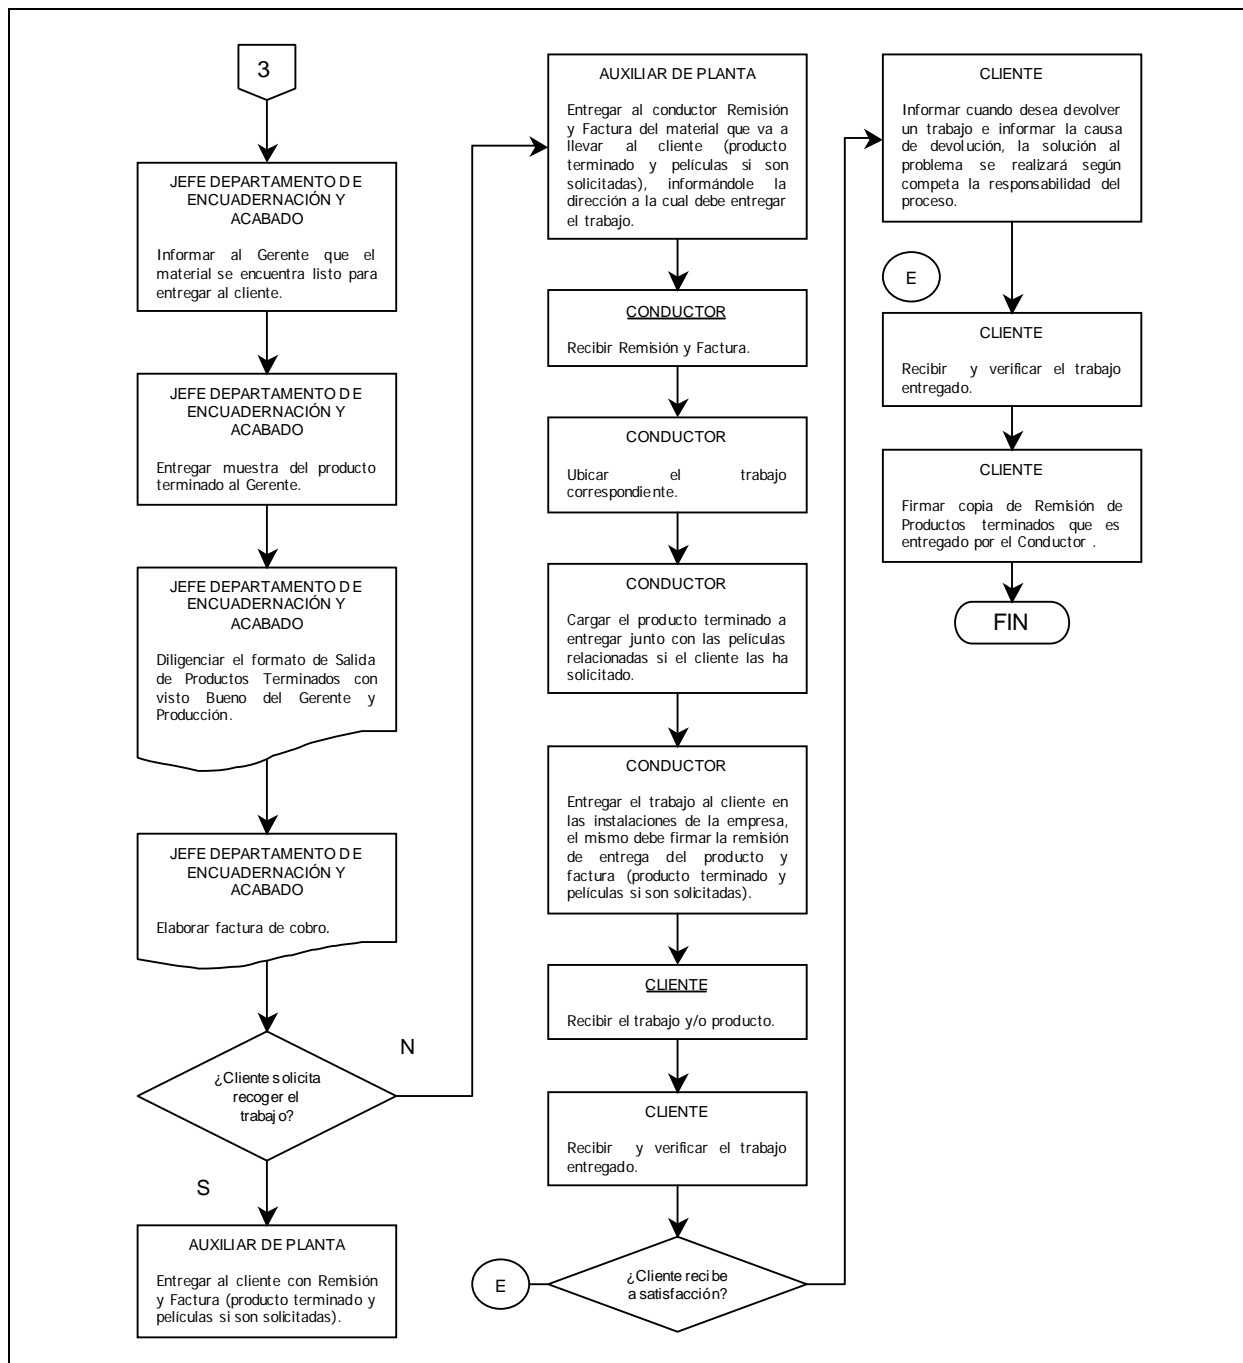 3
JEFE DEPARTAMENTO DE
ENCUADERNACIÓN Y
ACABADO
Informar al Gerente que el
material se encuentra listo para
entregar al cliente.
JEFE DEPARTAMENTO DE
ENCUADERNACIÓN Y
ACABADO
Entregar muestra del producto
terminado al Gerente.
JEFE DEPARTAMENTO DE
ENCUADERNACIÓN Y
ACABADO
Diligenciar el formato de Salida
de Productos Terminados con
visto Bueno del Gerente y
Producción.
JEFE DEPARTAMENTO DE
ENCUADERNACIÓN Y
ACABADO
Elaborar factura de cobro.
¿Cliente solicita
recoger el
trabajo?
N
S
AUXILIAR DE PLANTA
Entregar al cliente con Remisión
y Factura (producto terminado y
películas si son solicitadas).
AUXILIAR DE PLANTA
Entregar al conductor Remisión
y Factura del material que va a
llevar al cliente (producto
terminado y películas si son
solicitadas), informándole la
dirección a la cual debe entregar
el trabajo.
CONDUCTOR
Recibir Remisión y Factura.
CONDUCTOR
Ubicar el trabajo
correspondiente.
CONDUCTOR
Cargar el producto terminado a
entregar junto con las películas
relacionadas si el cliente las ha
solicitado.
CONDUCTOR
Entregar el trabajo al cliente en
las instalaciones de la empresa,
el mismo debe firmar la remisión
de entrega del producto y
factura (producto terminado y
películas si son solicitadas).
CLIENTE
Recibir el trabajo y/o producto.
CLIENTE
Recibir y verificar el trabajo
entregado.
E
¿Cliente recibe
a satisfacción?
CLIENTE
Informar cuando desea devolver
un trabajo e informar la causa
de devolución, la solución al
problema se realizará según
competa la responsabilidad del
proceso.
E
CLIENTE
Recibir y verificar el trabajo
entregado.
CLIENTE
Firmar copia de Remisión de
Productos terminados que es
entregado por el Conductor .
FIN